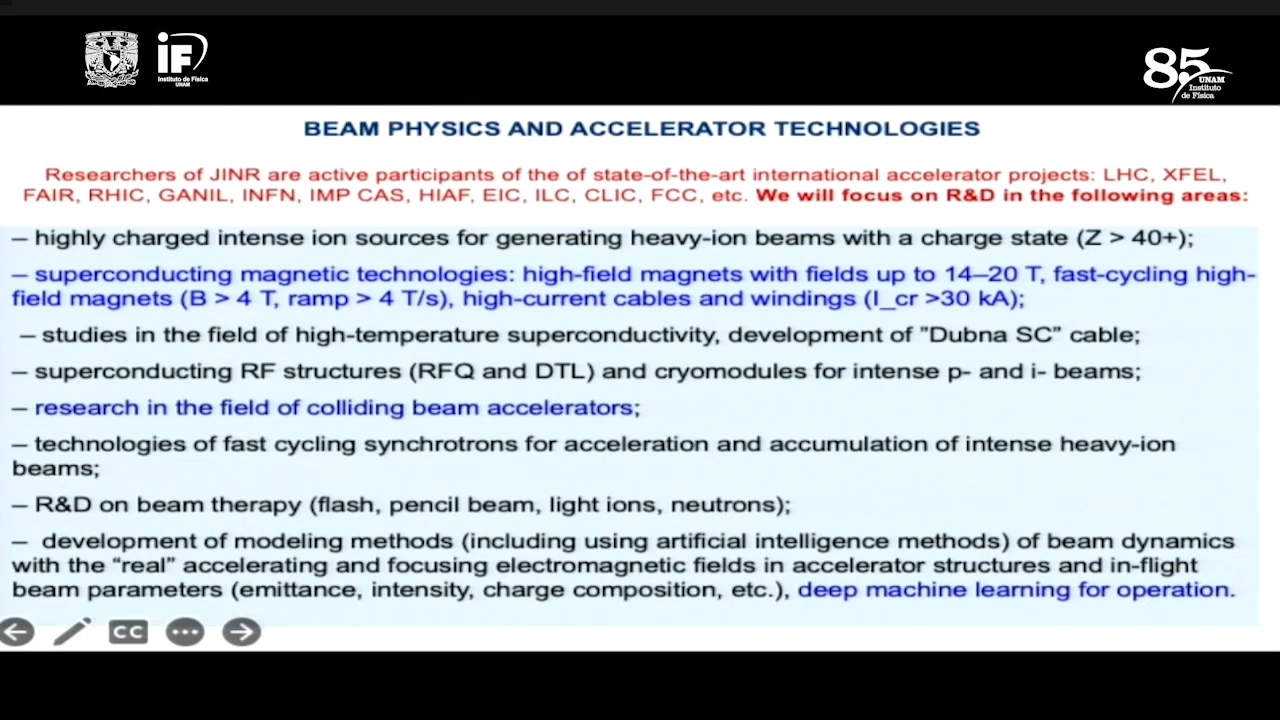 iF
Instituto de Física
UNAM
85
UNAM
Instituto
de Física
BEAM PHYSICS AND ACCELERATOR TECHNOLOGIES
Researchers of JINR are active participants of the of state-of-the-art international accelerator projects: LHC, XFEL,
FAIR, RHIC, GANIL, INFN, IMP CAS, HIAF, EIC, ILC, CLIC, FCC, etc. We will focus on R&D in the following areas:
– highly charged intense ion sources for generating heavy-ion beams with a charge state (Z > 40+);
– superconducting magnetic technologies: high-field magnets with fields up to 14–20 T, fast-cycling high-
field magnets (B > 4 T, ramp > 4 T/s), high-current cables and windings (I_cr >30 kA);
– studies in the field of high-temperature superconductivity, development of ”Dubna SC” cable;
– superconducting RF structures (RFQ and DTL) and cryomodules for intense p- and i- beams;
– research in the field of colliding beam accelerators;
– technologies of fast cycling synchrotrons for acceleration and accumulation of intense heavy-ion
beams;
– R&D on beam therapy (flash, pencil beam, light ions, neutrons);
– development of modeling methods (including using artificial intelligence methods) of beam dynamics
with the “real” accelerating and focusing electromagnetic fields in accelerator structures and in-flight
beam parameters (emittance, intensity, charge composition, etc.), deep machine learning for operation.
CC